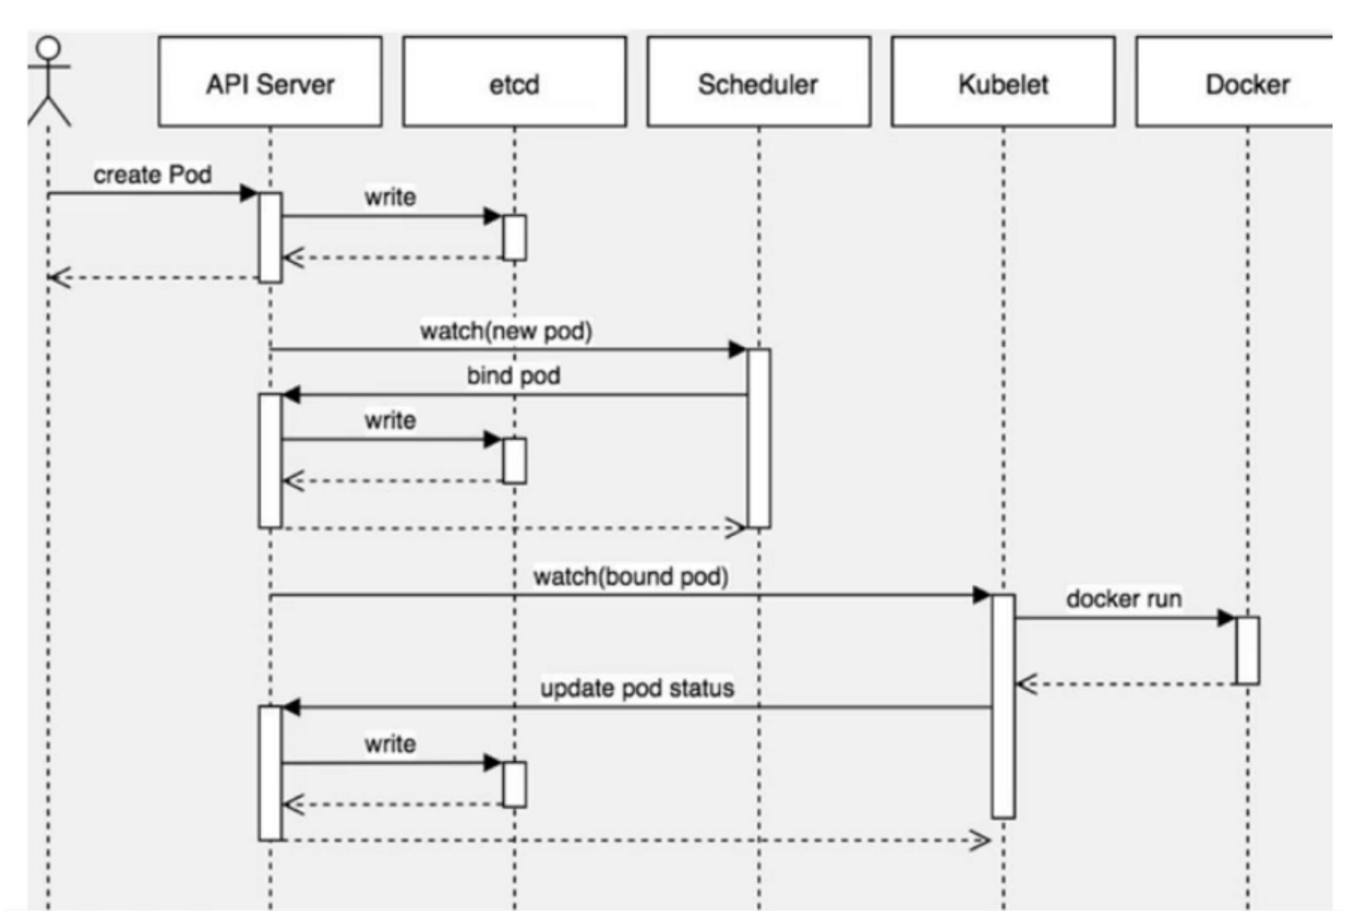 API Server
etcd
Scheduler
Kubelet
Docker
create Pod
write
watch(new pod)
bind pod
write
watch(bound pod)
docker run
update pod status
write